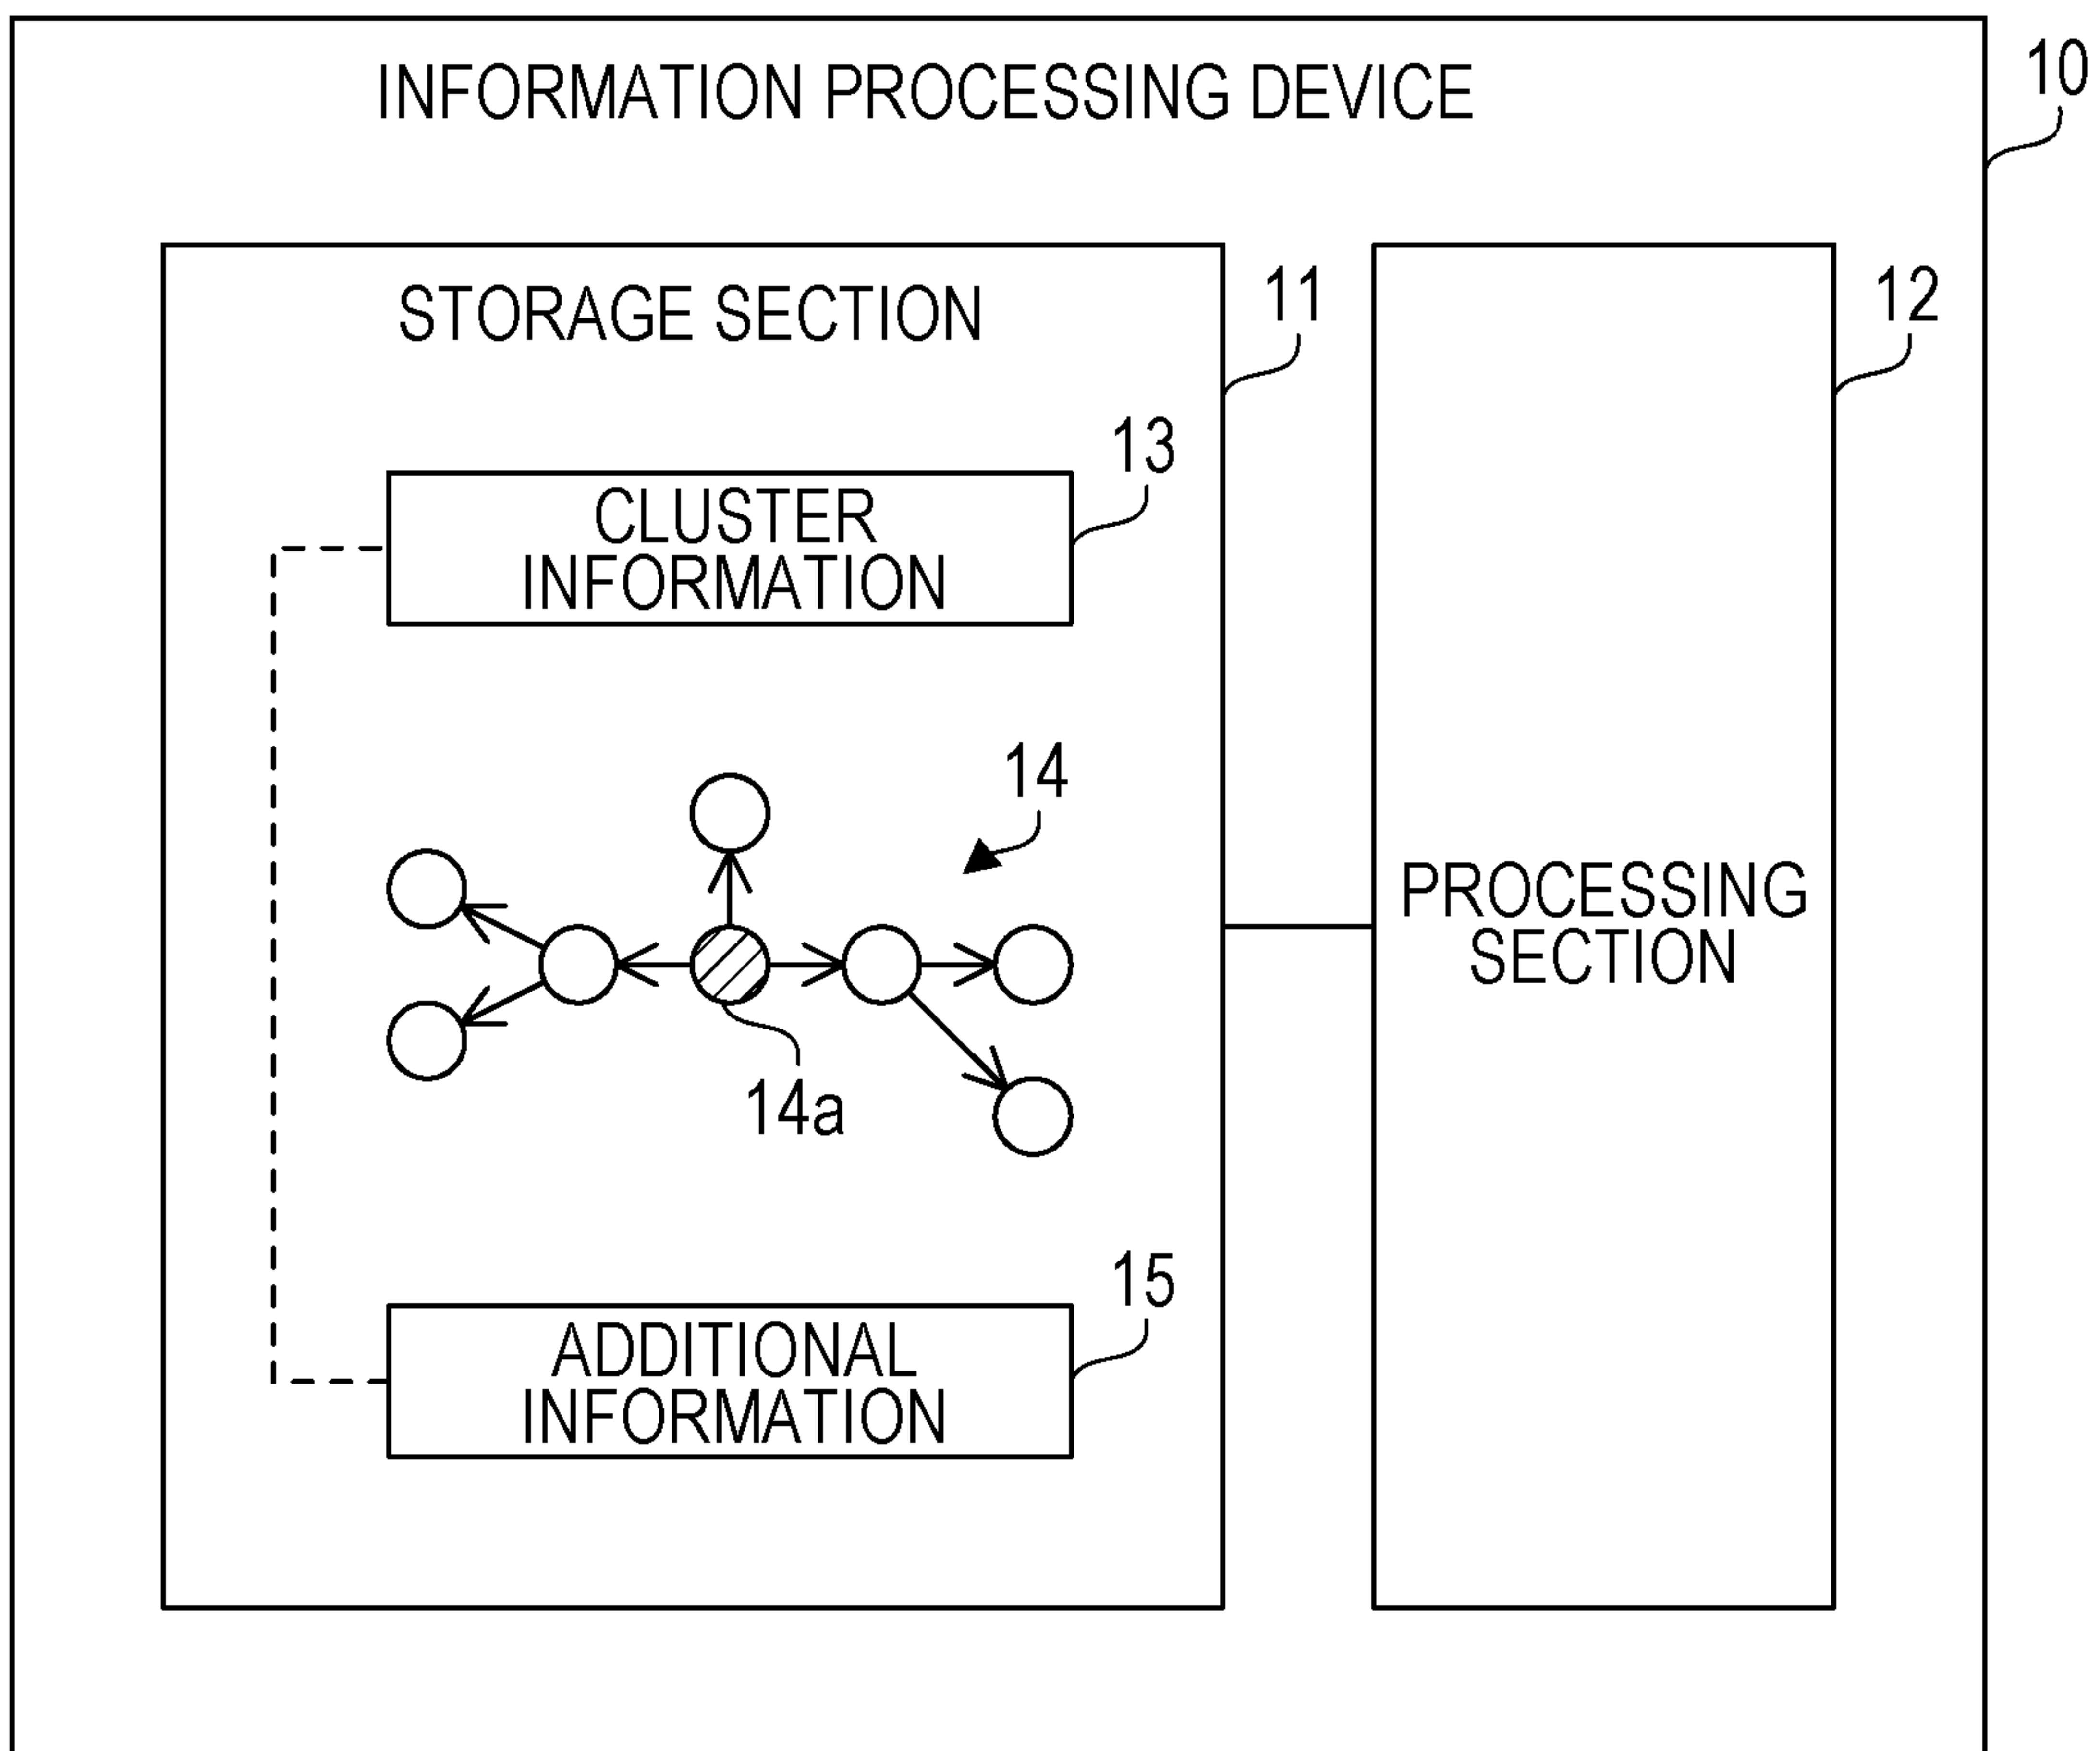 INFORMATION PROCESSING DEVICE
10
STORAGE SECTION
11
12
13
CLUSTER
INFORMATION
14
PROCESSING
SECTION
14a
15
ADDITIONAL
INFORMATION